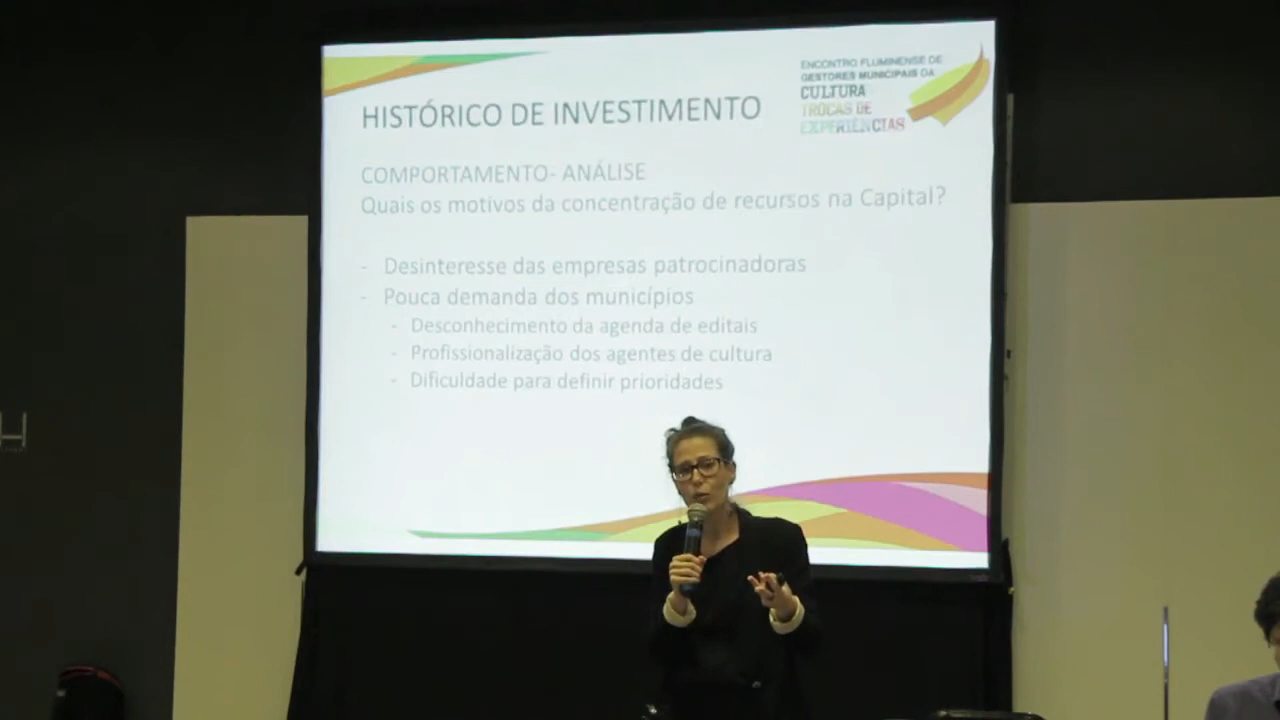 ENCONTRO FLUMINENSE DE
GESTORES MUNICIPAIS DA
CULTURA
TROCAS DE
EXPERIÊNCIAS
HISTÓRICO DE INVESTIMENTO
COMPORTAMENTO- ANÁLISE
Quais os motivos da concentração de recursos na Capital?
- Desinteresse das empresas patrocinadoras
- Pouca demanda dos municípios
- Desconhecimento da agenda de editais
- Profissionalização dos agentes de cultura
- Dificuldade para definir prioridades
H